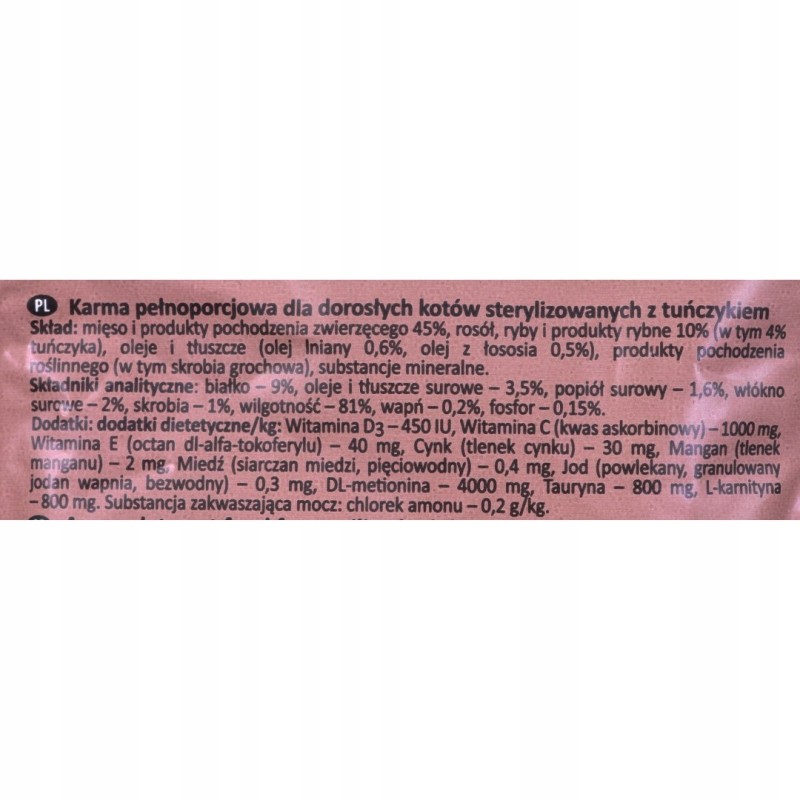 PL Karma pełnoporcjowa dla dorosłych kotów sterylizowanych z tuńczykiem
Skład: mięso i produkty pochodzenia zwierzęcego 45%, rosół, ryby i produkty rybne 10% (w tym 4%
tuńczyka), oleje i tłuszcze (olej lniany 0,6%, olej z łososia 0,5%), produkty pochodzenia
roślinnego (w tym skrobia grochowa), substancje mineralne.
Składniki analityczne: białko – 9%, oleje i tłuszcze surowe – 3,5%, popiół surowy – 1,6%, włókno
surowe – 2%, skrobia – 1%, wilgotność – 81%, wapń – 0,2%, fosfor – 0,15%.
Dodatki: dodatki dietetyczne/kg: Witamina D3 – 450 IU, Witamina C (kwas askorbinowy) – 1000 mg,
Witamina E (octan dl-alfa-tokoferylu) – 40 mg, Cynk (tlenek cynku) – 30 mg, Mangan (tlenek
manganu) – 2 mg, Miedź (siarczan miedzi, pięciowodny) – 0,4 mg, Jod (powlekany, granulowany
jodan wapnia, bezwodny) – 0,3 mg, DL-metionina – 4000 mg, Tauryna – 800 mg, L-karnityna
– 800 mg. Substancja zakwaszająca mocz: chlorek amonu – 0,2 g/kg.